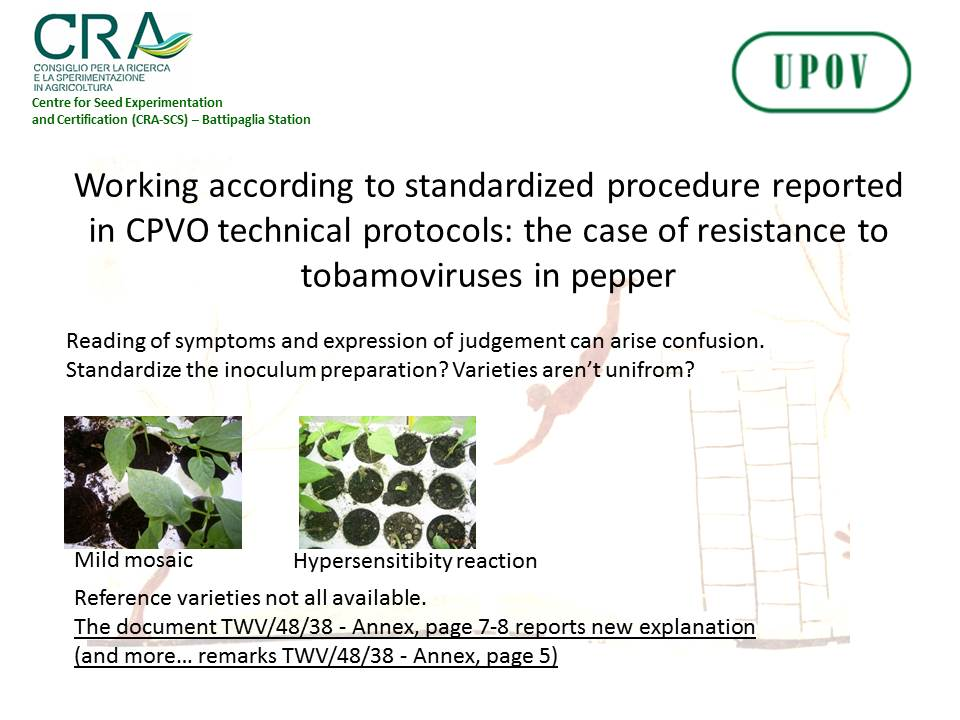 CRA
CONSIGLIO PER LA RICERCA
E LA SPERIMENTAZIONE
IN AGRICOLTURA
Centre for Seed Experimentation
and Certification (CRA-SCS) – Battipaglia Station
UPOV
Working according to standardized procedure reported
in CPVO technical protocols: the case of resistance to
tobamoviruses in pepper
Reading of symptoms and expression of judgement can arise confusion.
Standardize the inoculum preparation? Varieties aren’t unifrom?
Mild mosaic
Hypersensitibity reaction
Reference varieties not all available.
The document TWV/48/38 - Annex, page 7-8 reports new explanation
(and more… remarks TWV/48/38 - Annex, page 5)